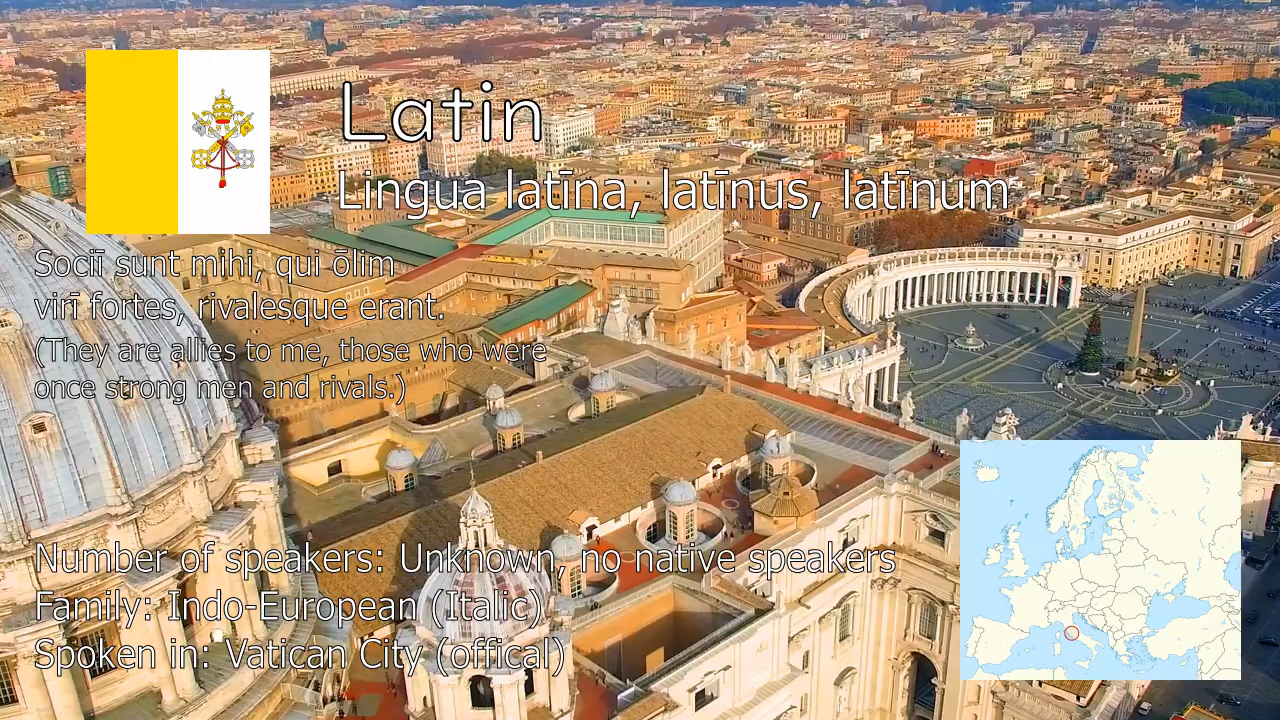 Latin
Lingua latīna, latīnus, latīnum
Sociī sunt mihi, qui ōlim
virī fortes, rivalesque erant.
(They are allies to me, those who were
once strong men and rivals.)
Number of speakers: Unknown, no native speakers
Family: Indo-European (Italic)
Spoken in: Vatican City (offical)